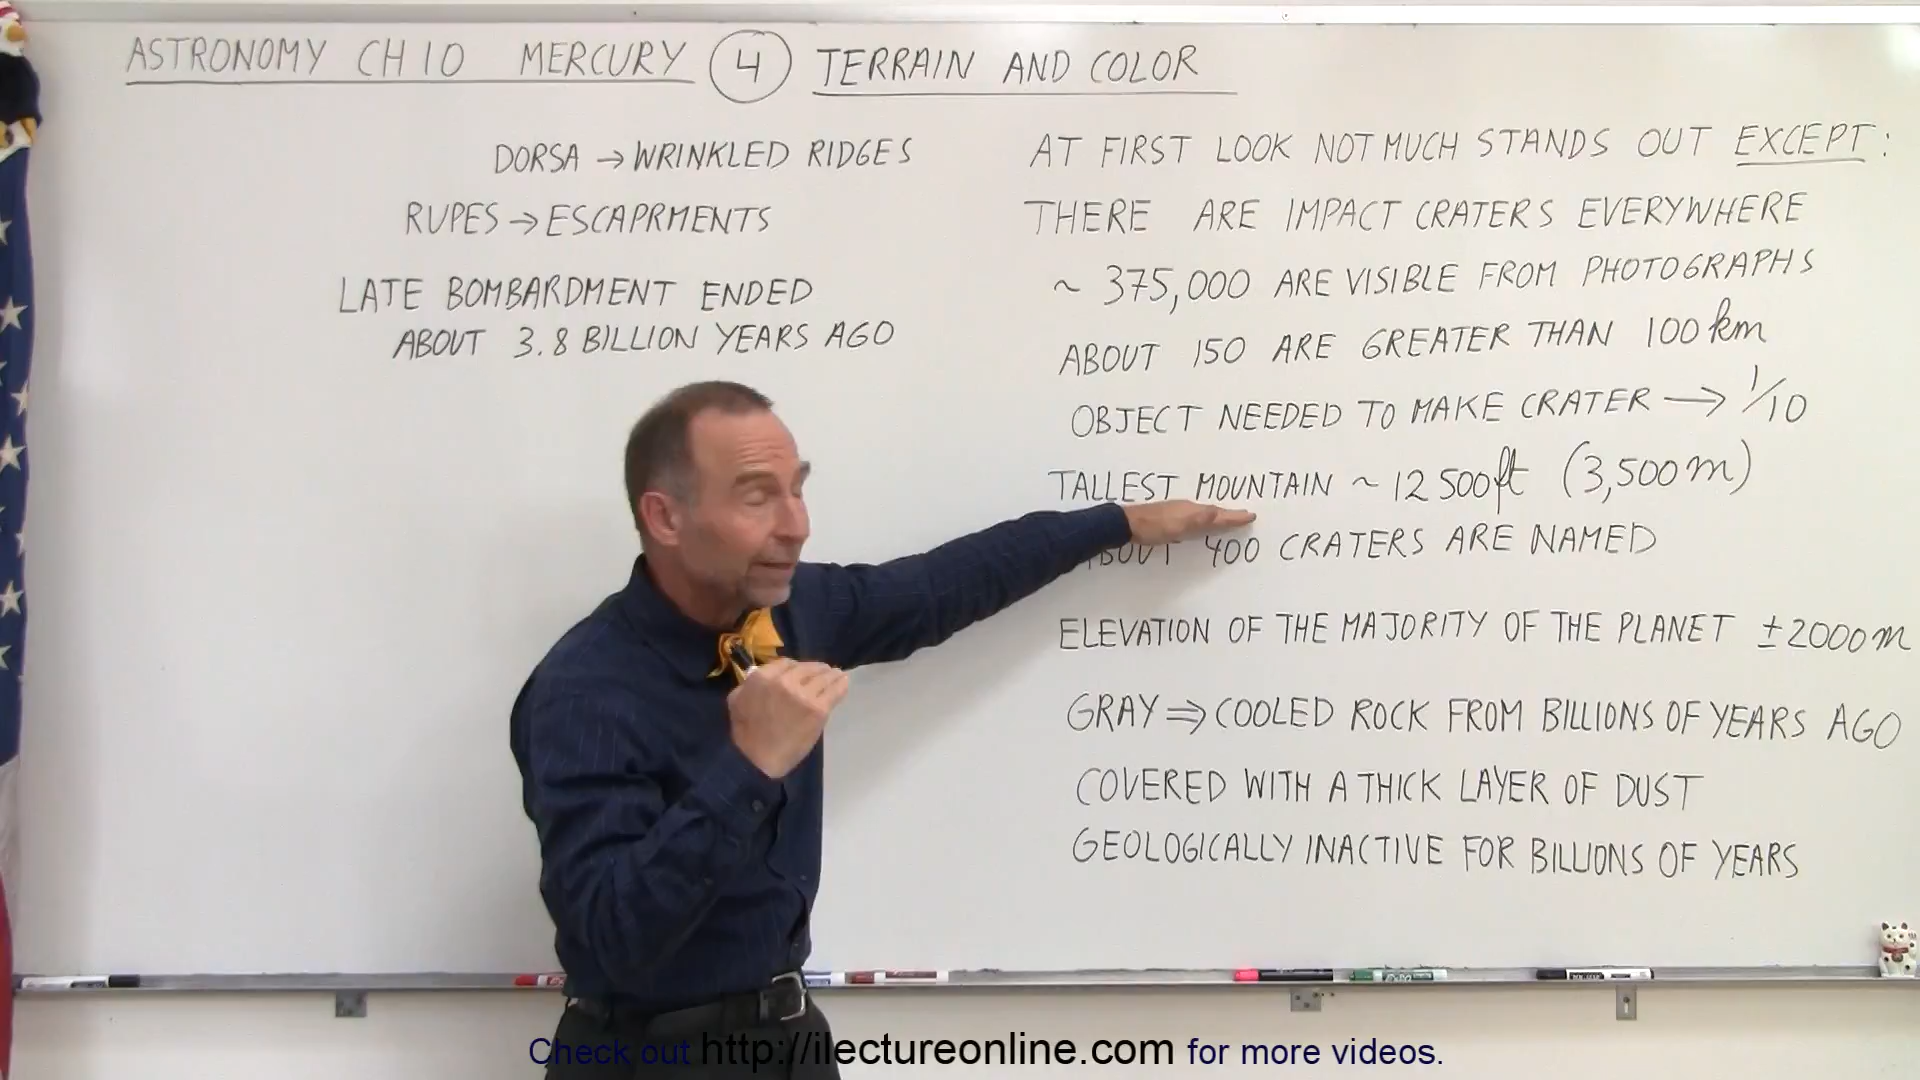 ASTRONOMY CH 10 MERCURY 4 TERRAIN AND COLOR
DORSA → WRINKLED RIDGES
RUPES → ESCAPRMENTS
LATE BOMBARDMENT ENDED
ABOUT 3.8 BILLION YEARS AGO
AT FIRST LOOK NOT MUCH STANDS OUT EXCEPT:
THERE ARE IMPACT CRATERS EVERYWHERE
~ 375,000 ARE VISIBLE FROM PHOTOGRAPHS
ABOUT 150 ARE GREATER THAN 100 km
OBJECT NEEDED TO MAKE CRATER → 1/10
TALLEST MOUNTAIN ~ 12 500 ft (3,500 m)
ABOUT 400 CRATERS ARE NAMED
ELEVATION OF THE MAJORITY OF THE PLANET ±2000 m
GRAY ⇒ COOLED ROCK FROM BILLIONS OF YEARS AGO
COVERED WITH A THICK LAYER OF DUST
GEOLOGICALLY INACTIVE FOR BILLIONS OF YEARS
Check out http://ilectureonline.com for more videos.